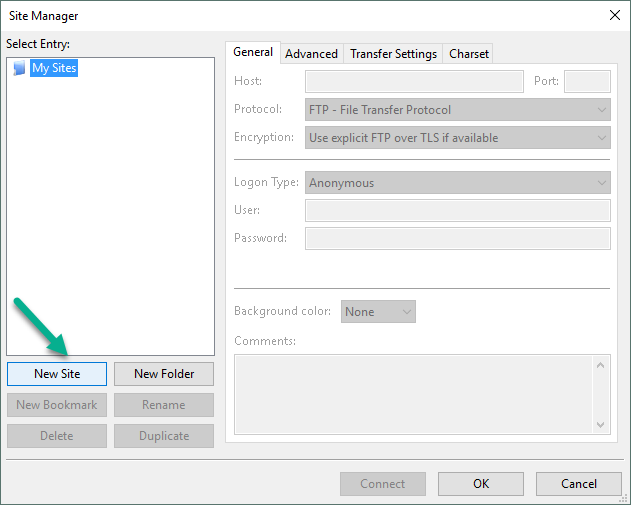 Site Manager
Select Entry:
My Sites
New Site
New Folder
New Bookmark
Rename
Delete
Duplicate
General
Advanced
Transfer Settings
Charset
Host:
Port:
Protocol:
FTP - File Transfer Protocol
Encryption:
Use explicit FTP over TLS if available
Logon Type:
Anonymous
User:
Password:
Background color:
None
Comments:
Connect
OK
Cancel